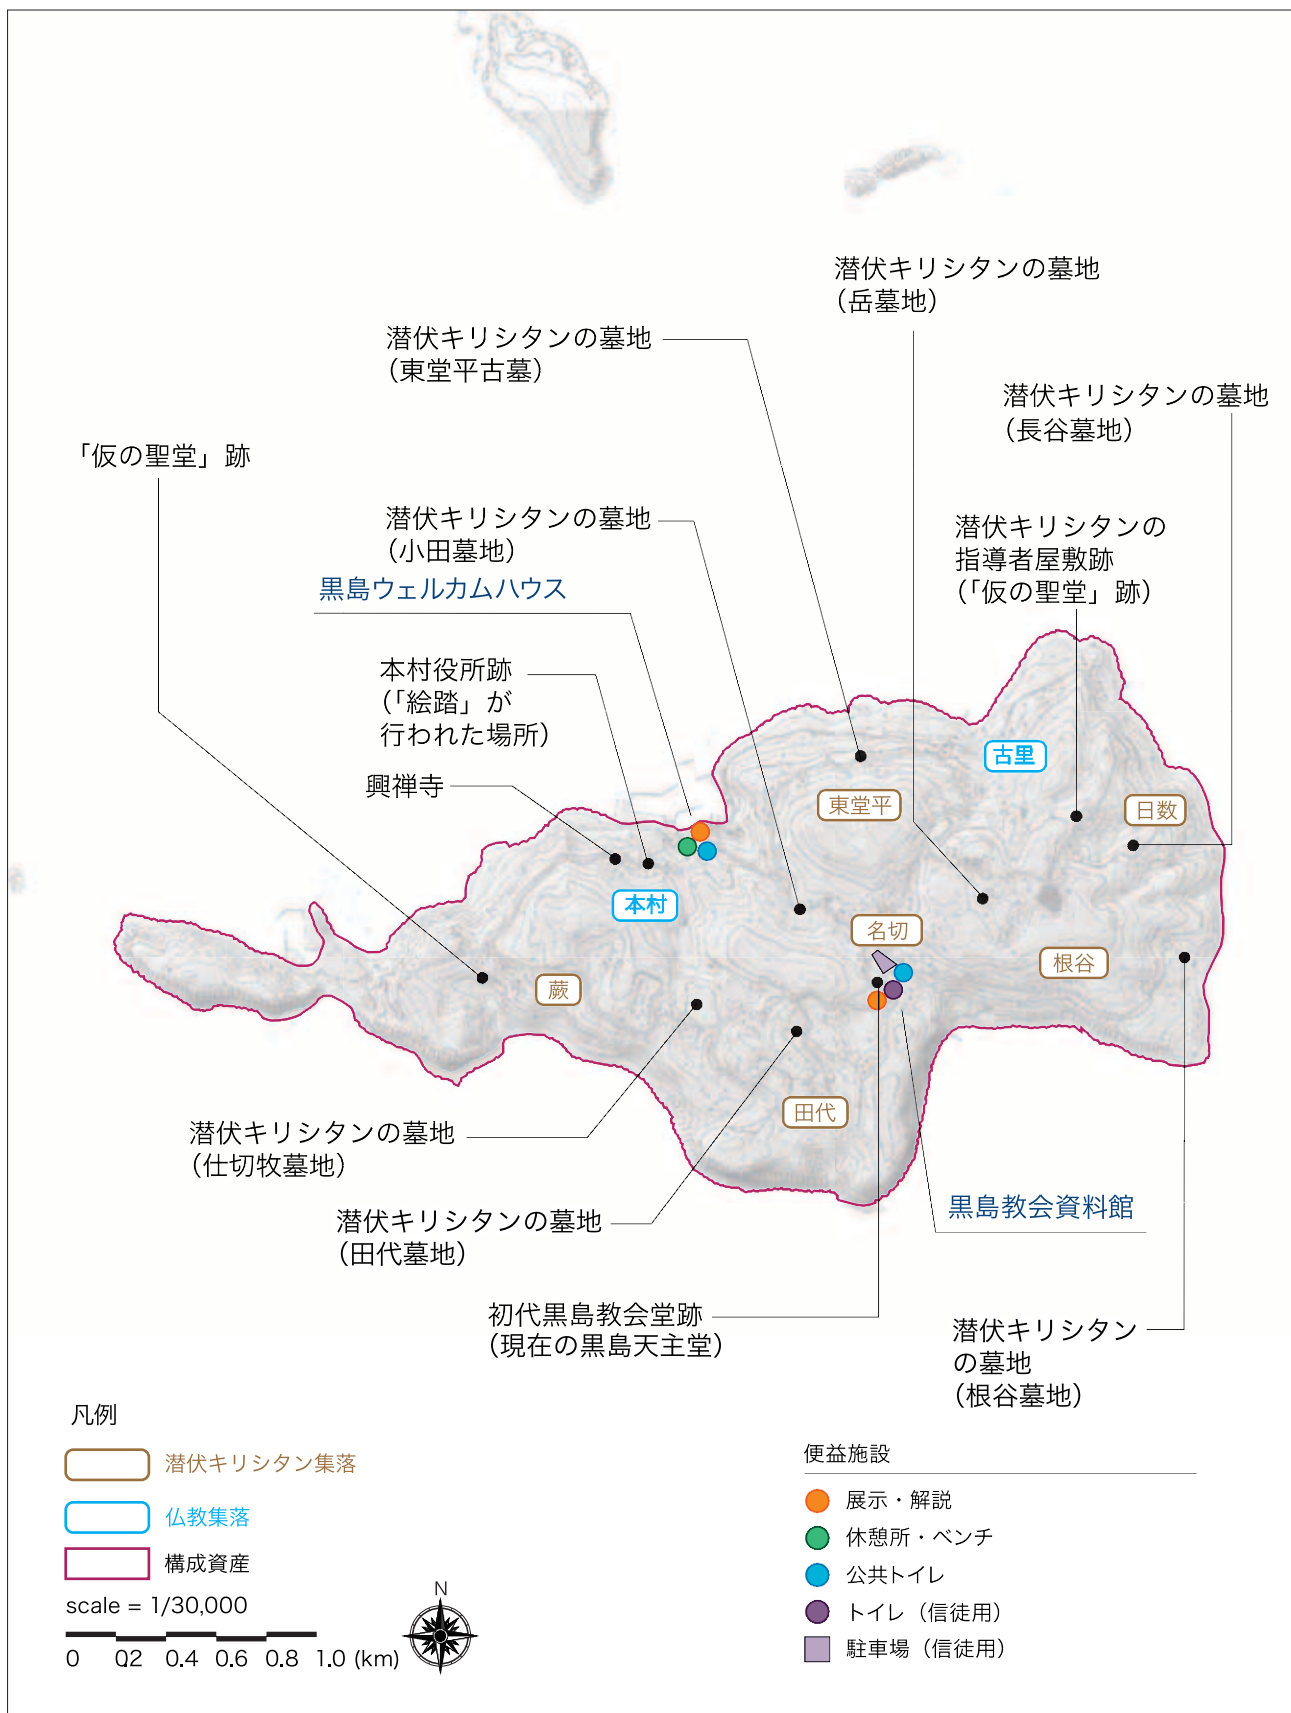 潜伏キリシタンの墓地
（岳墓地）
潜伏キリシタンの墓地
（東堂平古墓）
潜伏キリシタンの墓地
（長谷墓地）
「仮の聖堂」跡
潜伏キリシタンの墓地
（小田墓地）
潜伏キリシタンの
指導者屋敷跡
（「仮の聖堂」跡）
黒島ウェルカムハウス
本村役所跡
（「絵踏」が
行われた場所）
興禅寺
古里
東堂平
日数
本村
名切
根谷
蕨
田代
潜伏キリシタンの墓地
（仕切牧墓地）
潜伏キリシタンの墓地
（田代墓地）
黒島教会資料館
初代黒島教会堂跡
（現在の黒島天主堂）
潜伏キリシタン
の墓地
（根谷墓地）
凡例
潜伏キリシタン集落
仏教集落
構成資産
scale = 1/30,000
0 0.2 0.4 0.6 0.8 1.0 (km)
N
便益施設
展示・解説
休憩所・ベンチ
公共トイレ
トイレ（信徒用）
駐車場（信徒用）